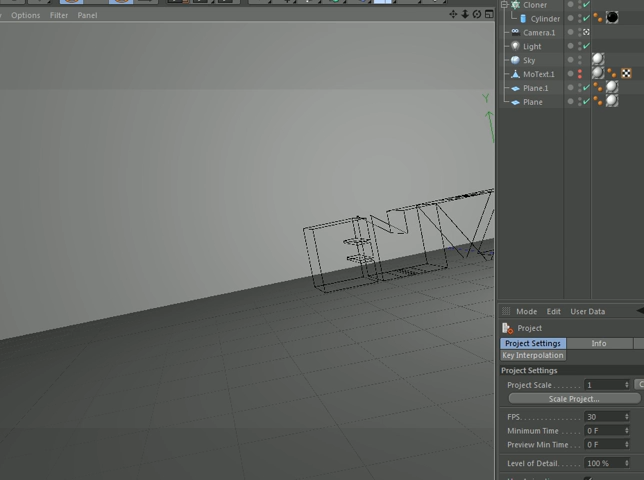 Options Filter Panel
Cloner
Cylinder
Camera.1
Light
Sky
MoText.1
Plane.1
Plane
Y
Mode Edit User Data
Project
Project Settings Info
Key Interpolation
Project Settings
Project Scale . . . . . . . 1
Scale Project...
FPS. . . . . . . . . . . . . . . . 30
Minimum Time . . . . . 0 F
Preview Min Time . . . 0 F
Level of Detail. . . . . . 100 %